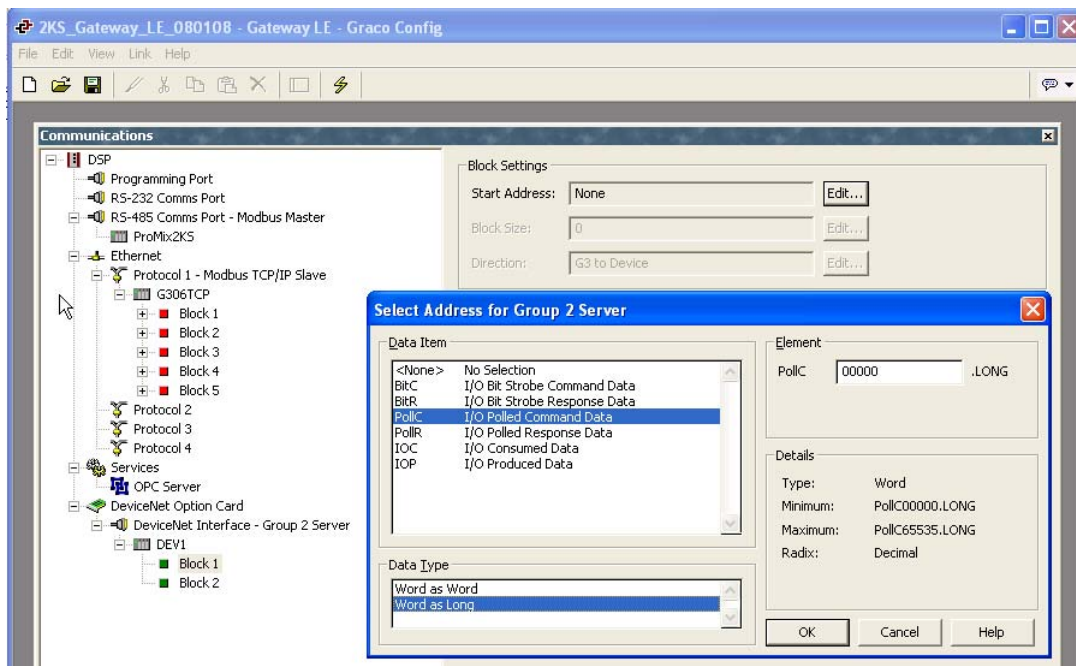 2KS_Gateway_LE_080108 - Gateway LE - Graco Config
File Edit View Link Help
Communications
DSP
Programming Port
RS-232 Comms Port
RS-485 Comms Port - Modbus Master
ProMix2KS
Ethernet
Protocol 1 - Modbus TCP/IP Slave
G306TCP
Block 1
Block 2
Block 3
Block 4
Block 5
Protocol 2
Protocol 3
Protocol 4
Services
OPC Server
DeviceNet Option Card
DeviceNet Interface - Group 2 Server
DEV1
Block 1
Block 2
Block Settings
Start Address: None Edit...
Block Size: 0 Edit...
Direction: G3 to Device Edit...
Select Address for Group 2 Server
Data Item
<None> No Selection
BitC I/O Bit Strobe Command Data
BitR I/O Bit Strobe Response Data
PollC I/O Polled Command Data
PollR I/O Polled Response Data
IOC I/O Consumed Data
IOP I/O Produced Data
Data Type
Word as Word
Word as Long
Element
PollC 00000 .LONG
Details
Type: Word
Minimum: PollC00000.LONG
Maximum: PollC65535.LONG
Radix: Decimal
OK Cancel Help